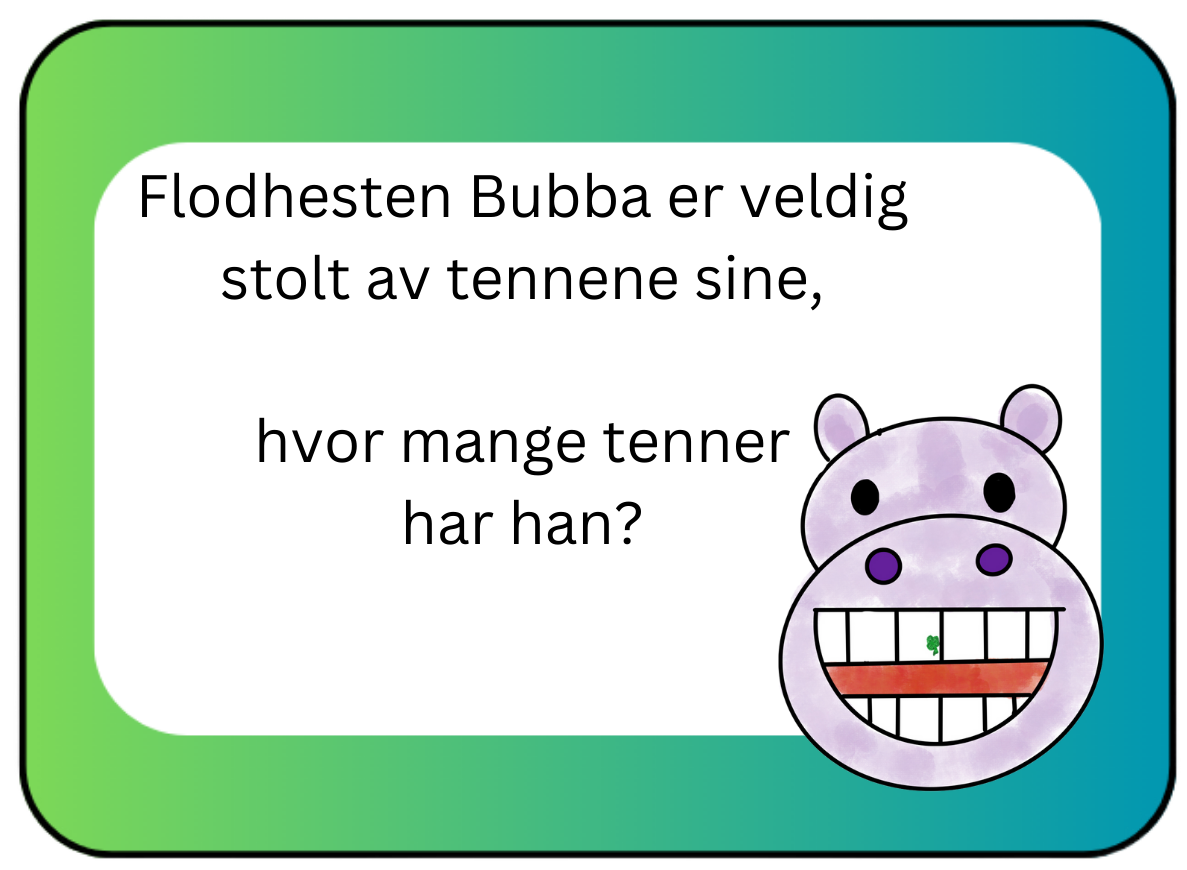 Flodhesten Bubba er veldig
stolt av tennene sine,
hvor mange tenner
har han?